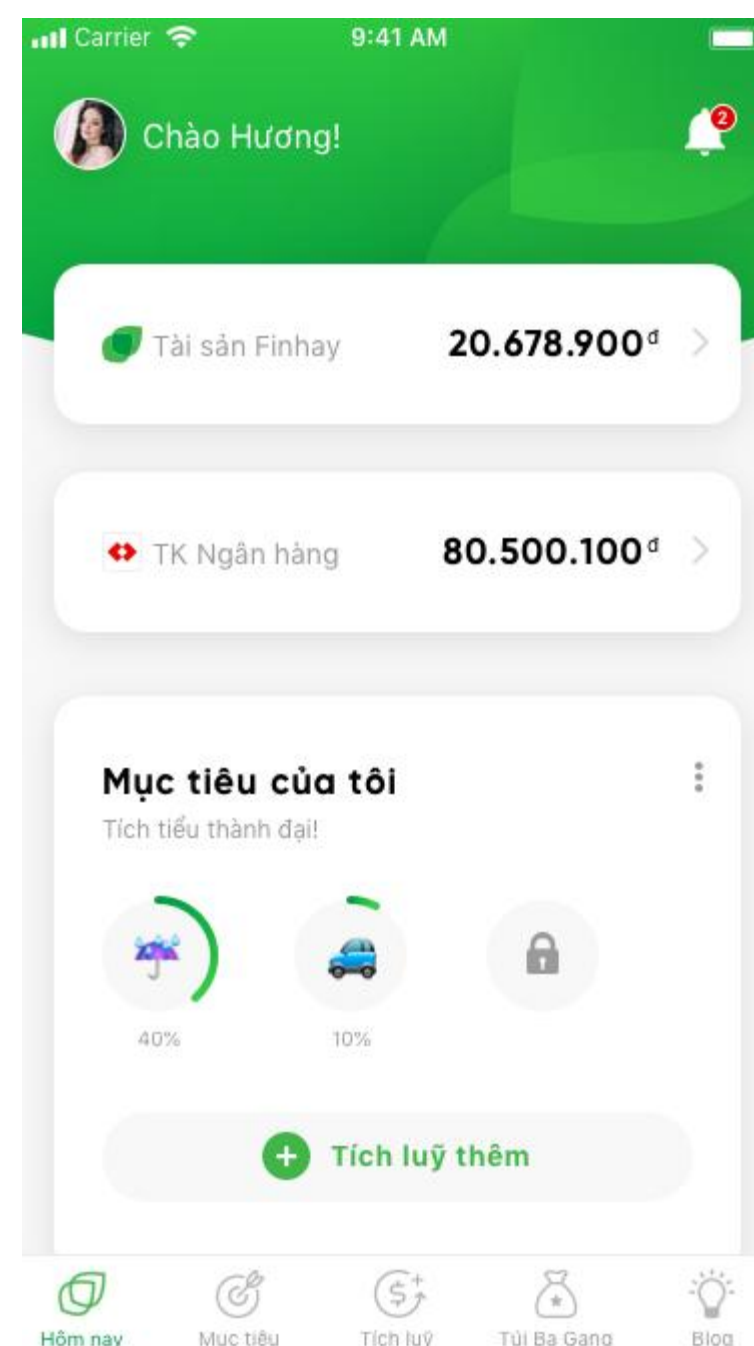 Carrier 9:41 AM
Chào Hương!
2
Tài sản Finhay 20.678.900đ
TK Ngân hàng 80.500.100đ
Mục tiêu của tôi
Tích tiểu thành đại!
40% 10%
+ Tích luỹ thêm
Hôm nay Mục tiêu Tích luỹ Túi Ba Gang Blog